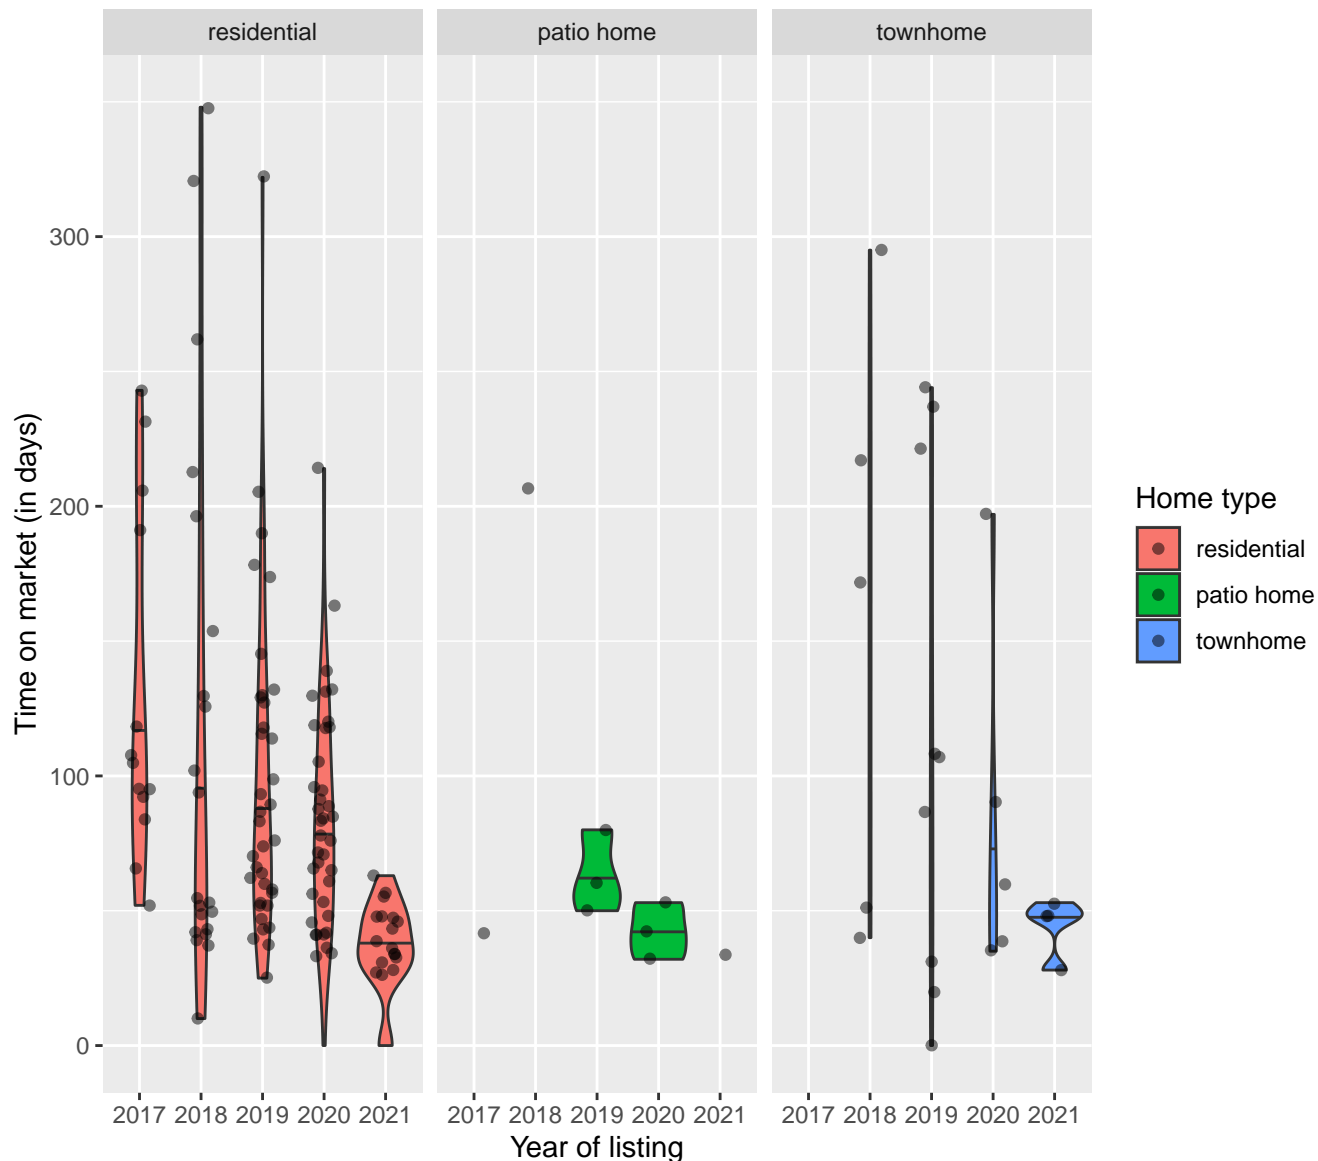 residential patio home townhome
Time on market (in days)
300
200
100
0
2017 2018 2019 2020 2021 2017 2018 2019 2020 2021 2017 2018 2019 2020 2021
Year of listing
Home type
residential
patio home
townhome